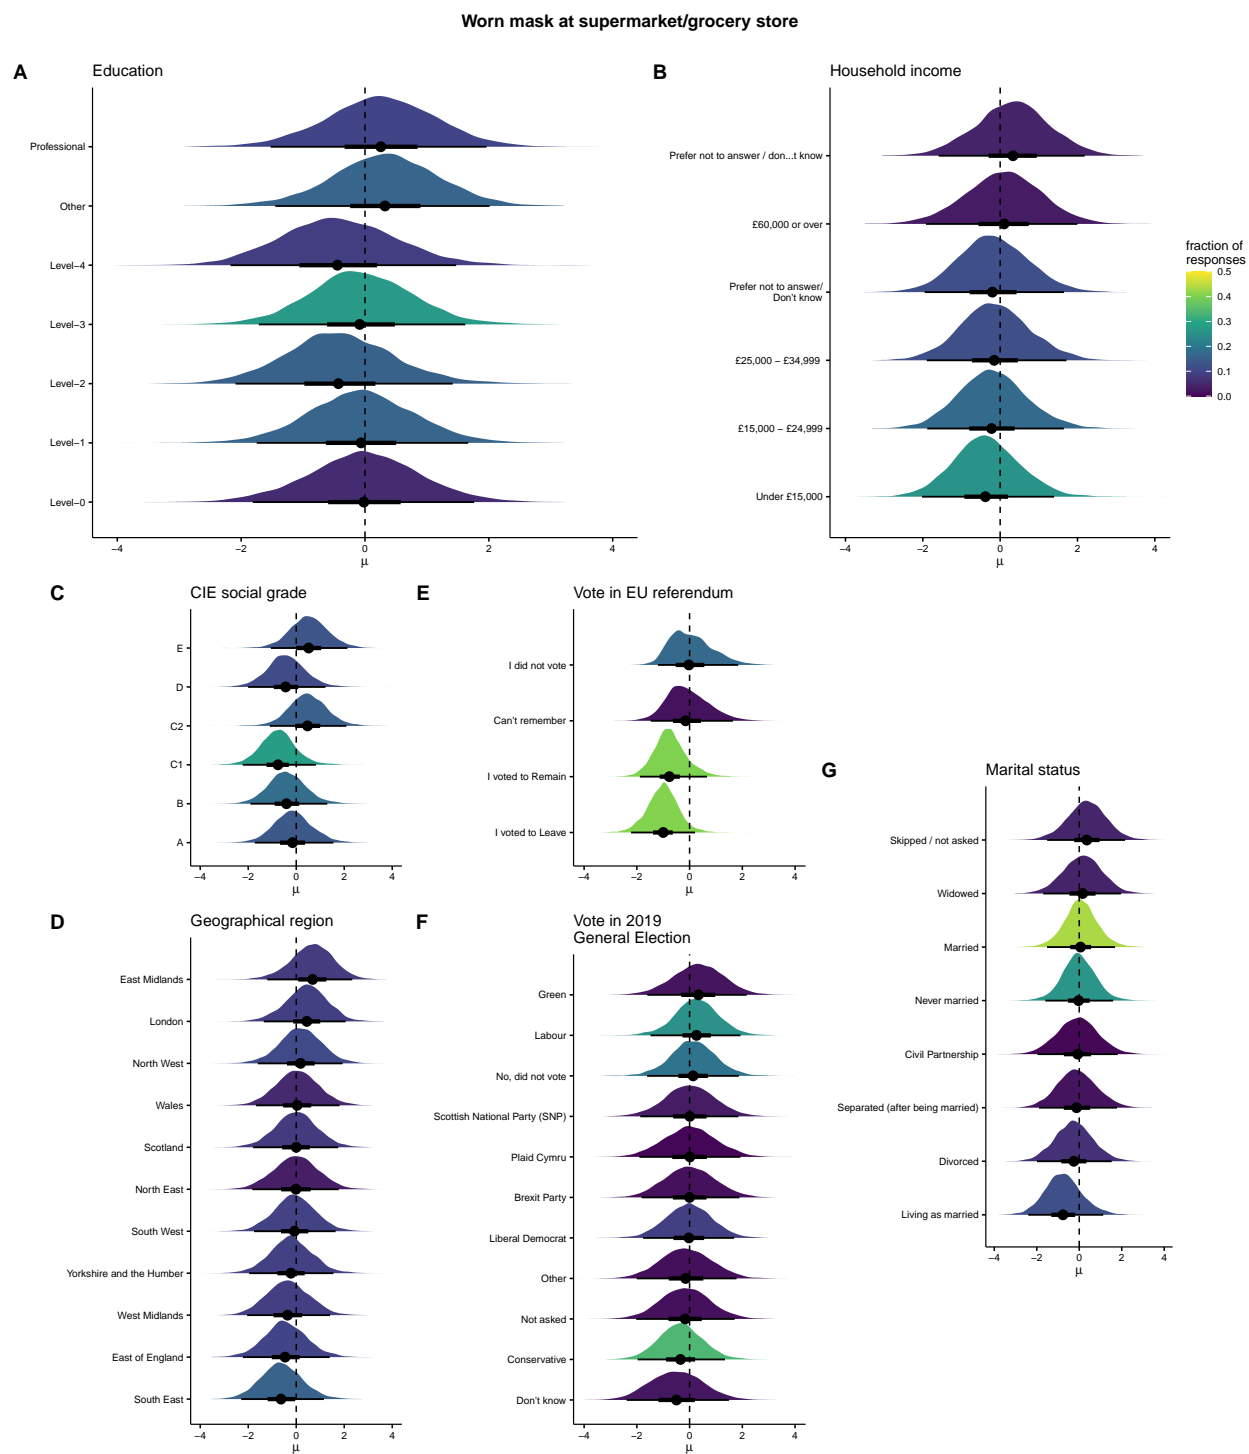 Worn mask at supermarket/grocery store
A
Education
Professional
Other
Level−4
Level−3
Level−2
Level−1
Level−0
−4
−2
0
2
4
μ
B
Household income
Prefer not to answer / don...t know
£60,000 or over
Prefer not to answer/
Don't know
£25,000 − £34,999
£15,000 − £24,999
Under £15,000
−4
−2
0
2
4
μ
fraction of
responses
0.5
0.4
0.3
0.2
0.1
0.0
C
CIE social grade
E
D
C2
C1
B
A
−4
−2
0
2
4
μ
E
Vote in EU referendum
I did not vote
Can't remember
I voted to Remain
I voted to Leave
−4
−2
0
2
4
μ
D
Geographical region
East Midlands
London
North West
Wales
Scotland
North East
South West
Yorkshire and the Humber
West Midlands
East of England
South East
−4
−2
0
2
4
μ
F
Vote in 2019
General Election
Green
Labour
No, did not vote
Scottish National Party (SNP)
Plaid Cymru
Brexit Party
Liberal Democrat
Other
Not asked
Conservative
Don't know
−4
−2
0
2
4
μ
G
Marital status
Skipped / not asked
Widowed
Married
Never married
Civil Partnership
Separated (after being married)
Divorced
Living as married
−4
−2
0
2
4
μ